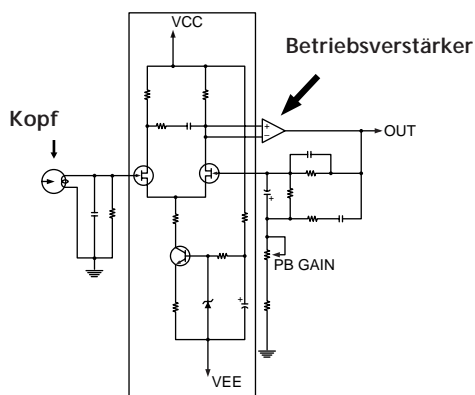 VCC
Betriebsverstärker
Kopf
+
−
OUT
+
PB GAIN
+
VEE